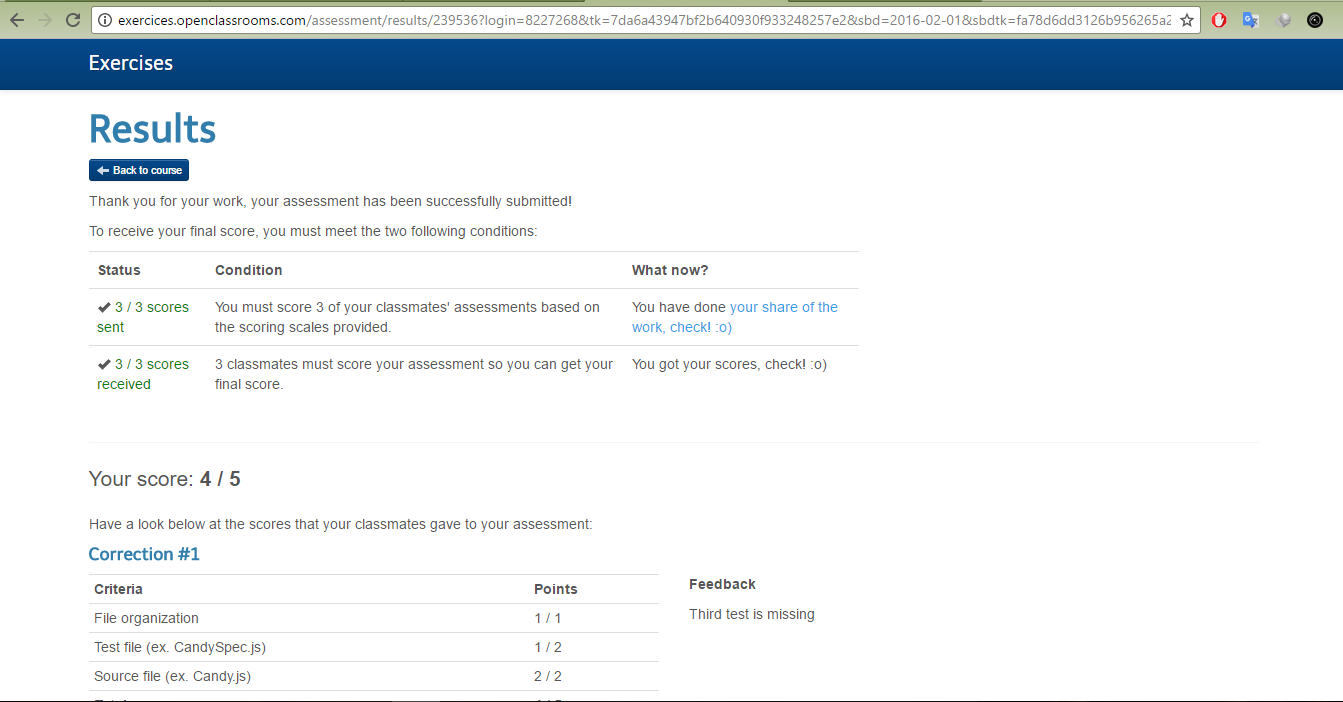 exercices.openclassrooms.com/assessment/results/239536?login=8227268&tk=7da6a43947bf2b640930f933248257e2&sbd=2016-02-01&sbdtk=fa78d6dd3126b956265a2
Exercises
Results
Back to course
Thank you for your work, your assessment has been successfully submitted!
To receive your final score, you must meet the two following conditions:
Status Condition What now?
3 / 3 scores You must score 3 of your classmates' assessments based on You have done your share of the
sent the scoring scales provided. work, check! :o)
3 / 3 scores 3 classmates must score your assessment so you can get your You got your scores, check! :o)
received final score.
Your score: 4 / 5
Have a look below at the scores that your classmates gave to your assessment:
Correction #1
Criteria Points Feedback
File organization 1 / 1 Third test is missing
Test file (ex. CandySpec.js) 1 / 2
Source file (ex. Candy.js) 2 / 2